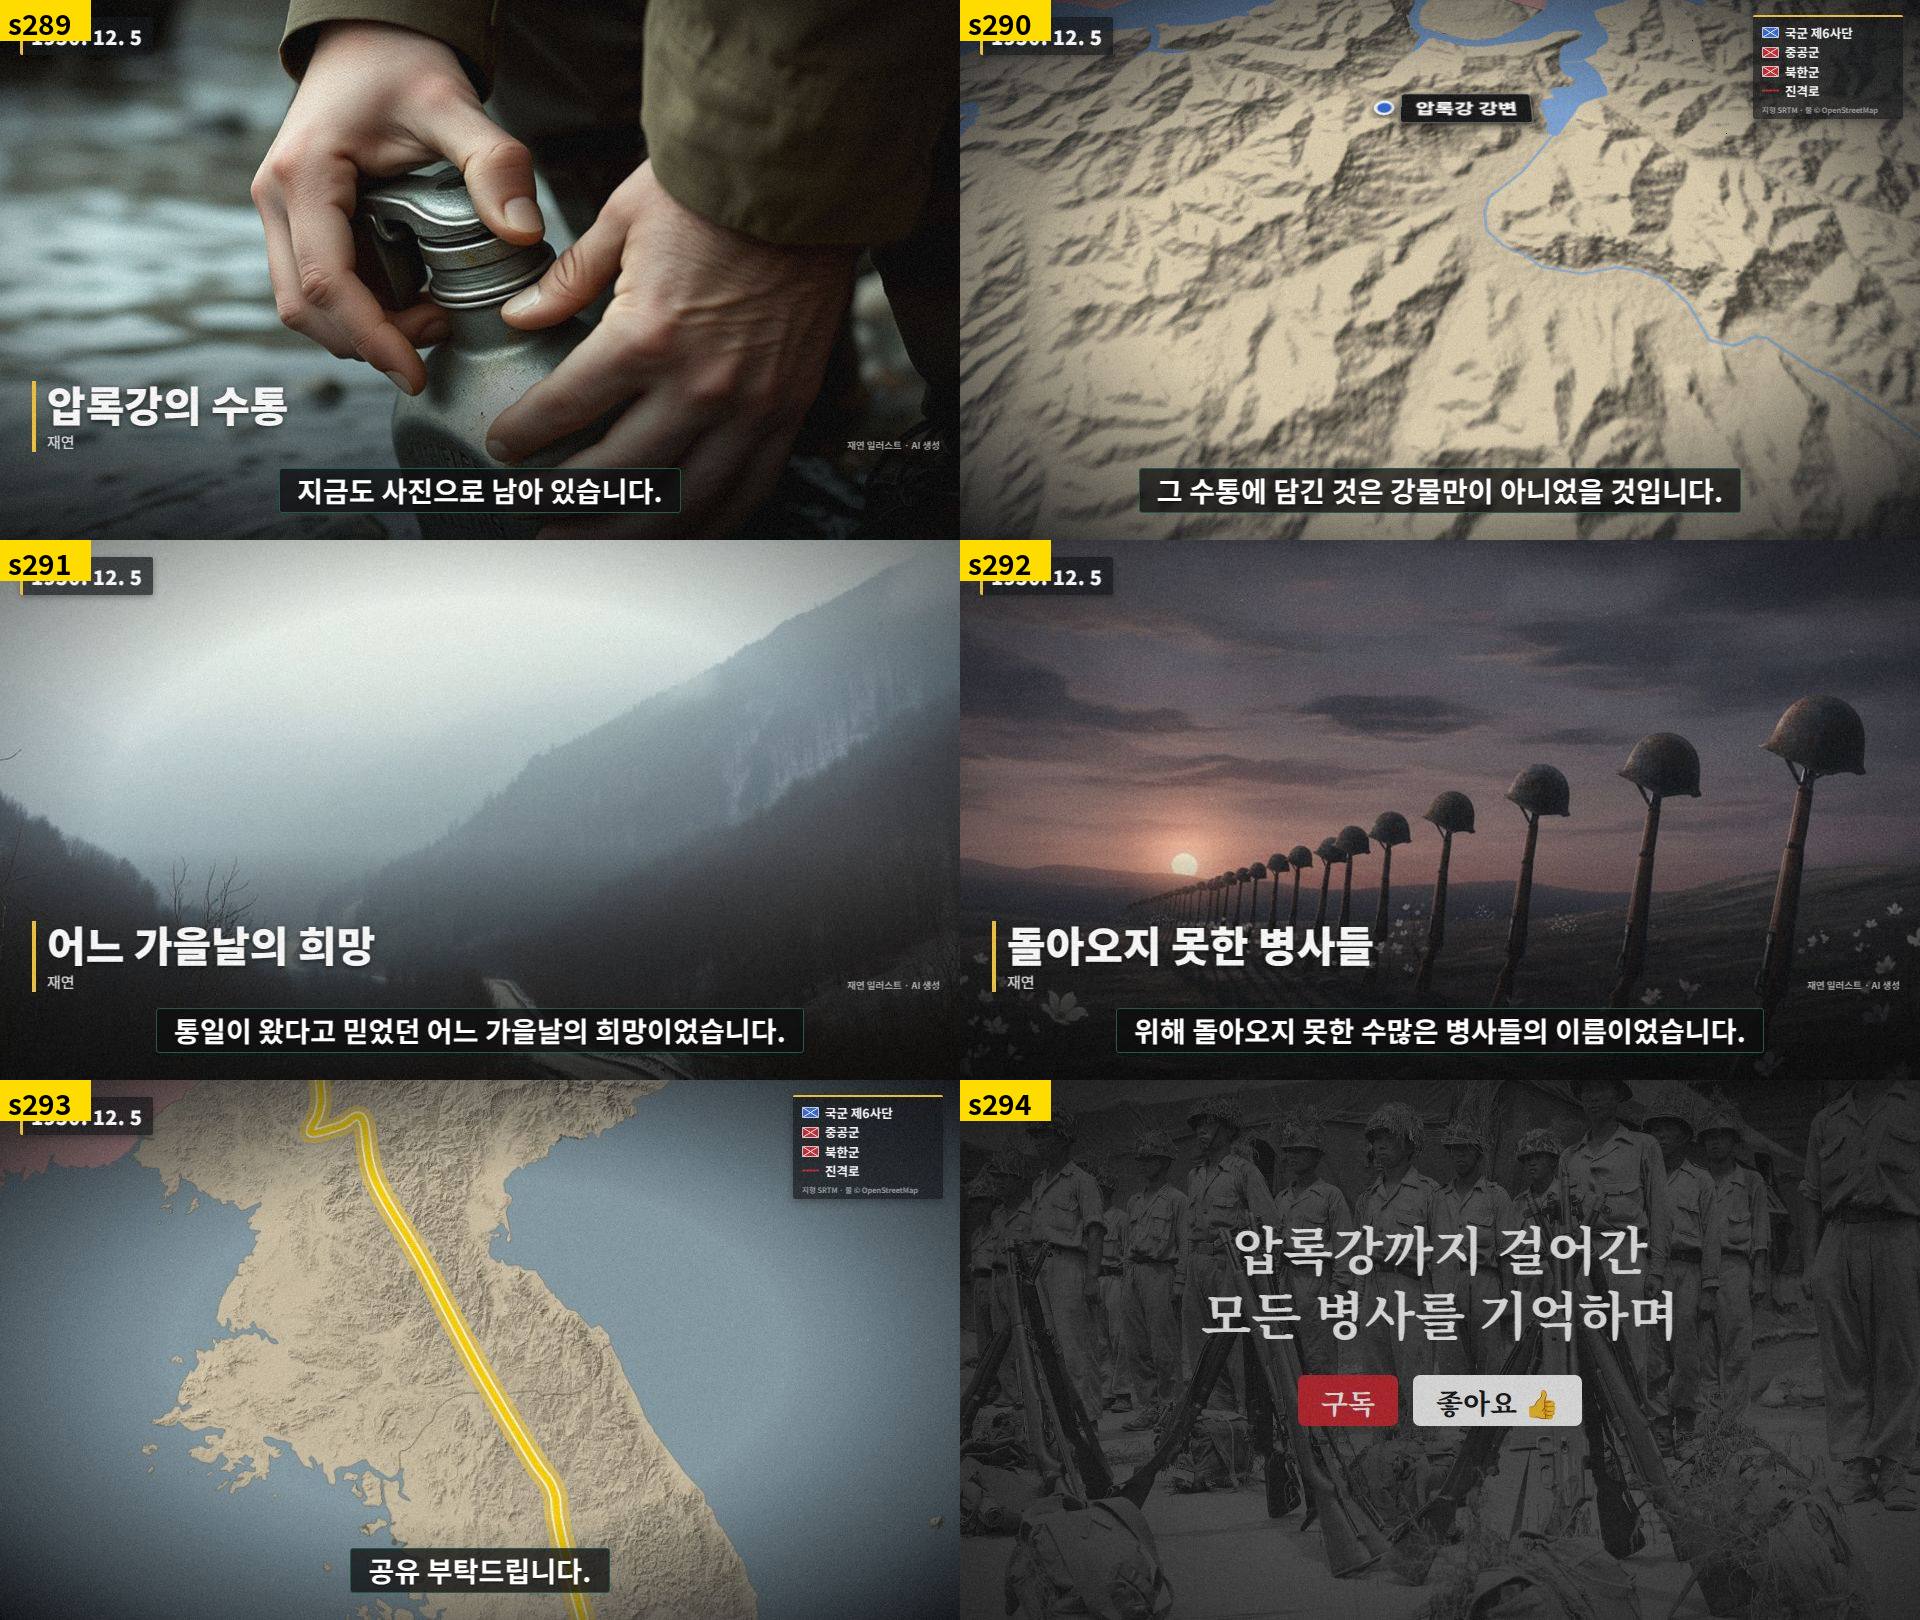 s289
12. 5
압록강의 수통
재연
재연 일러스트 · AI 생성
지금도 사진으로 남아 있습니다.
s290
12. 5
국군 제6사단
중공군
북한군
진격로
지형 SRTM · 물 © OpenStreetMap
압록강 강변
그 수통에 담긴 것은 강물만이 아니었을 것입니다.
s291
12. 5
어느 가을날의 희망
재연
재연 일러스트 · AI 생성
통일이 왔다고 믿었던 어느 가을날의 희망이었습니다.
s292
12. 5
돌아오지 못한 병사들
재연
재연 일러스트 · AI 생성
위해 돌아오지 못한 수많은 병사들의 이름이었습니다.
s293
12. 5
국군 제6사단
중공군
북한군
진격로
지형 SRTM · 물 © OpenStreetMap
공유 부탁드립니다.
s294
압록강까지 걸어간
모든 병사를 기억하며
구독
좋아요 👍